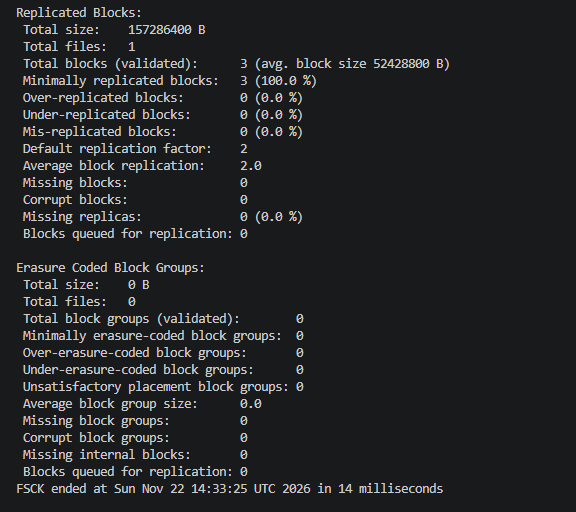 Replicated Blocks:
 Total size:    157286400 B
 Total files:   1
 Total blocks (validated):      3 (avg. block size 52428800 B)
 Minimally replicated blocks:   3 (100.0 %)
 Over-replicated blocks:        0 (0.0 %)
 Under-replicated blocks:       0 (0.0 %)
 Mis-replicated blocks:         0 (0.0 %)
 Default replication factor:    2
 Average block replication:     2.0
 Missing blocks:                0
 Corrupt blocks:                0
 Missing replicas:              0 (0.0 %)
 Blocks queued for replication: 0

Erasure Coded Block Groups:
 Total size:    0 B
 Total files:   0
 Total block groups (validated):        0
 Minimally erasure-coded block groups:  0
 Over-erasure-coded block groups:       0
 Under-erasure-coded block groups:      0
 Unsatisfactory placement block groups: 0
 Average block group size:      0.0
 Missing block groups:          0
 Corrupt block groups:          0
 Missing internal blocks:       0
 Blocks queued for replication: 0
FSCK ended at Sun Nov 22 14:33:25 UTC 2026 in 14 milliseconds